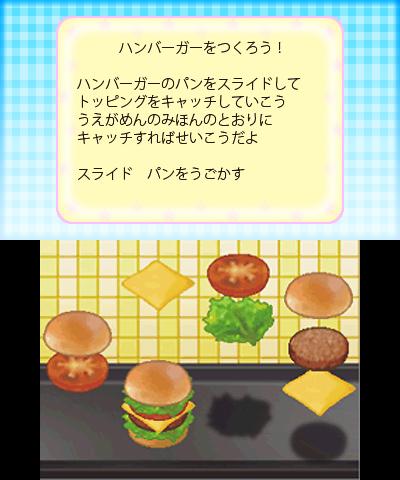 ハンバーガーをつくろう！
ハンバーガーのパンをスライドして
トッピングをキャッチしていこう
うえがめんのみほんのとおりに
キャッチすればせいこうだよ
スライド　パンをうごかす